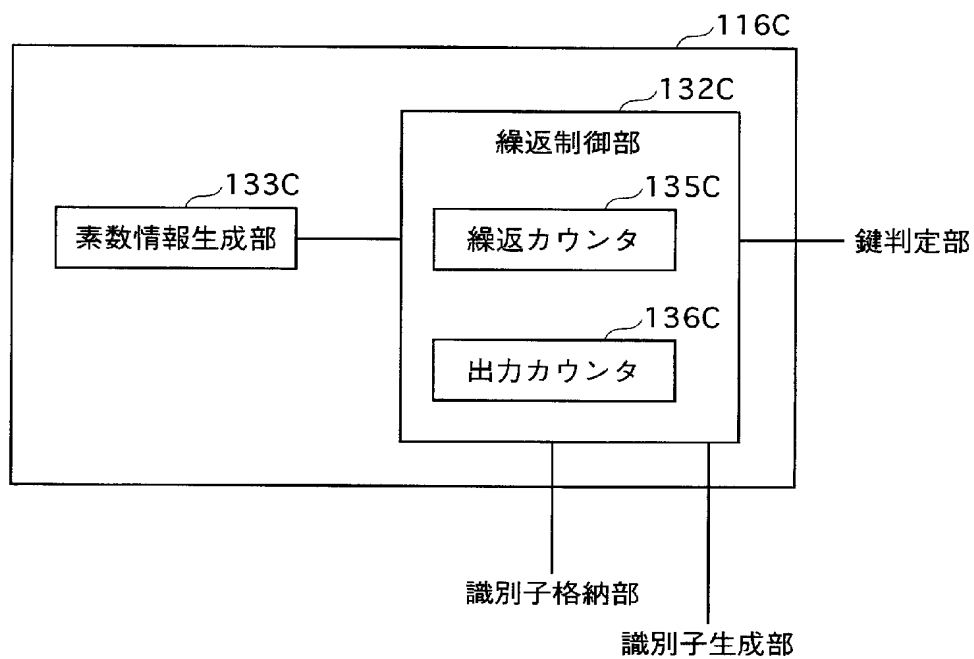 116C
132C
繰返制御部
133C
135C
素数情報生成部
繰返カウンタ
鍵判定部
136C
出力カウンタ
識別子格納部
識別子生成部